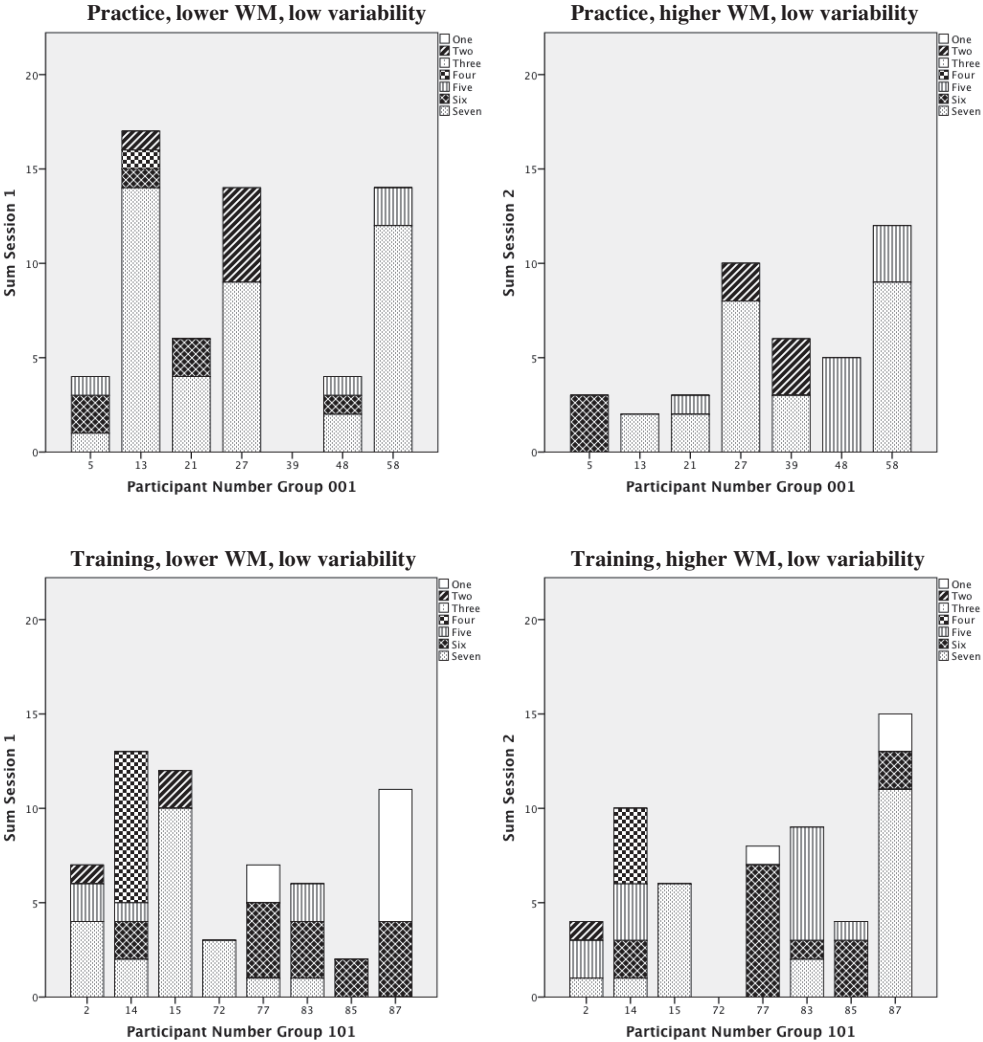 Practice, lower WM, low variability
One
Two
Three
Four
Five
Six
Seven
20
15
10
5
0
Sum Session 1
5 13 21 27 39 48 58
Participant Number Group 001
Practice, higher WM, low variability
One
Two
Three
Four
Five
Six
Seven
20
15
10
5
0
Sum Session 2
5 13 21 27 39 48 58
Participant Number Group 001
Training, lower WM, low variability
One
Two
Three
Four
Five
Six
Seven
20
15
10
5
0
Sum Session 1
2 14 15 72 77 83 85 87
Participant Number Group 101
Training, higher WM, low variability
One
Two
Three
Four
Five
Six
Seven
20
15
10
5
0
Sum Session 2
2 14 15 72 77 83 85 87
Participant Number Group 101